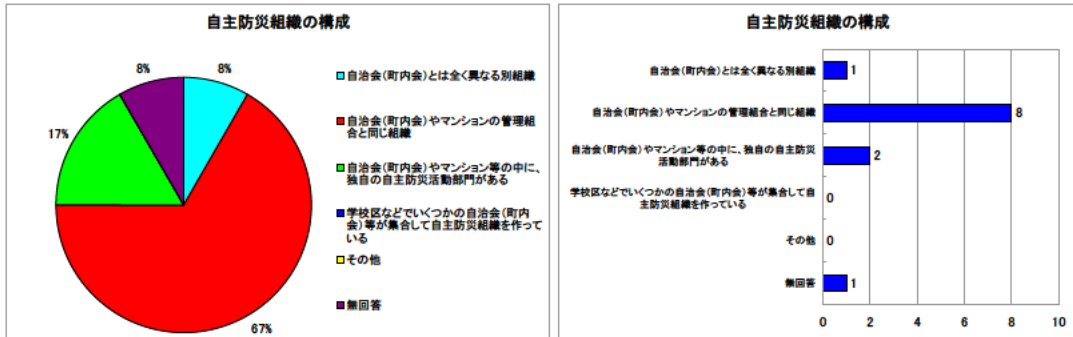 自主防災組織の構成
8%
8%
17%
67%
自治会(町内会)とは全く異なる別組織
自治会(町内会)やマンションの管理組
合と同じ組織
自治会(町内会)やマンション等の中に、
独自の自主防災活動部門がある
学校区などでいくつかの自治会(町内
会)等が集合して自主防災組織を作って
いる
その他
無回答
自主防災組織の構成
自治会(町内会)とは全く異なる別組織
1
自治会(町内会)やマンションの管理組合と同じ組織
8
自治会(町内会)やマンション等の中に、独自の自主防災
活動部門がある
2
学校区などでいくつかの自治会(町内会)等が集合して自
主防災組織を作っている
0
その他
0
無回答
1
0 2 4 6 8 10